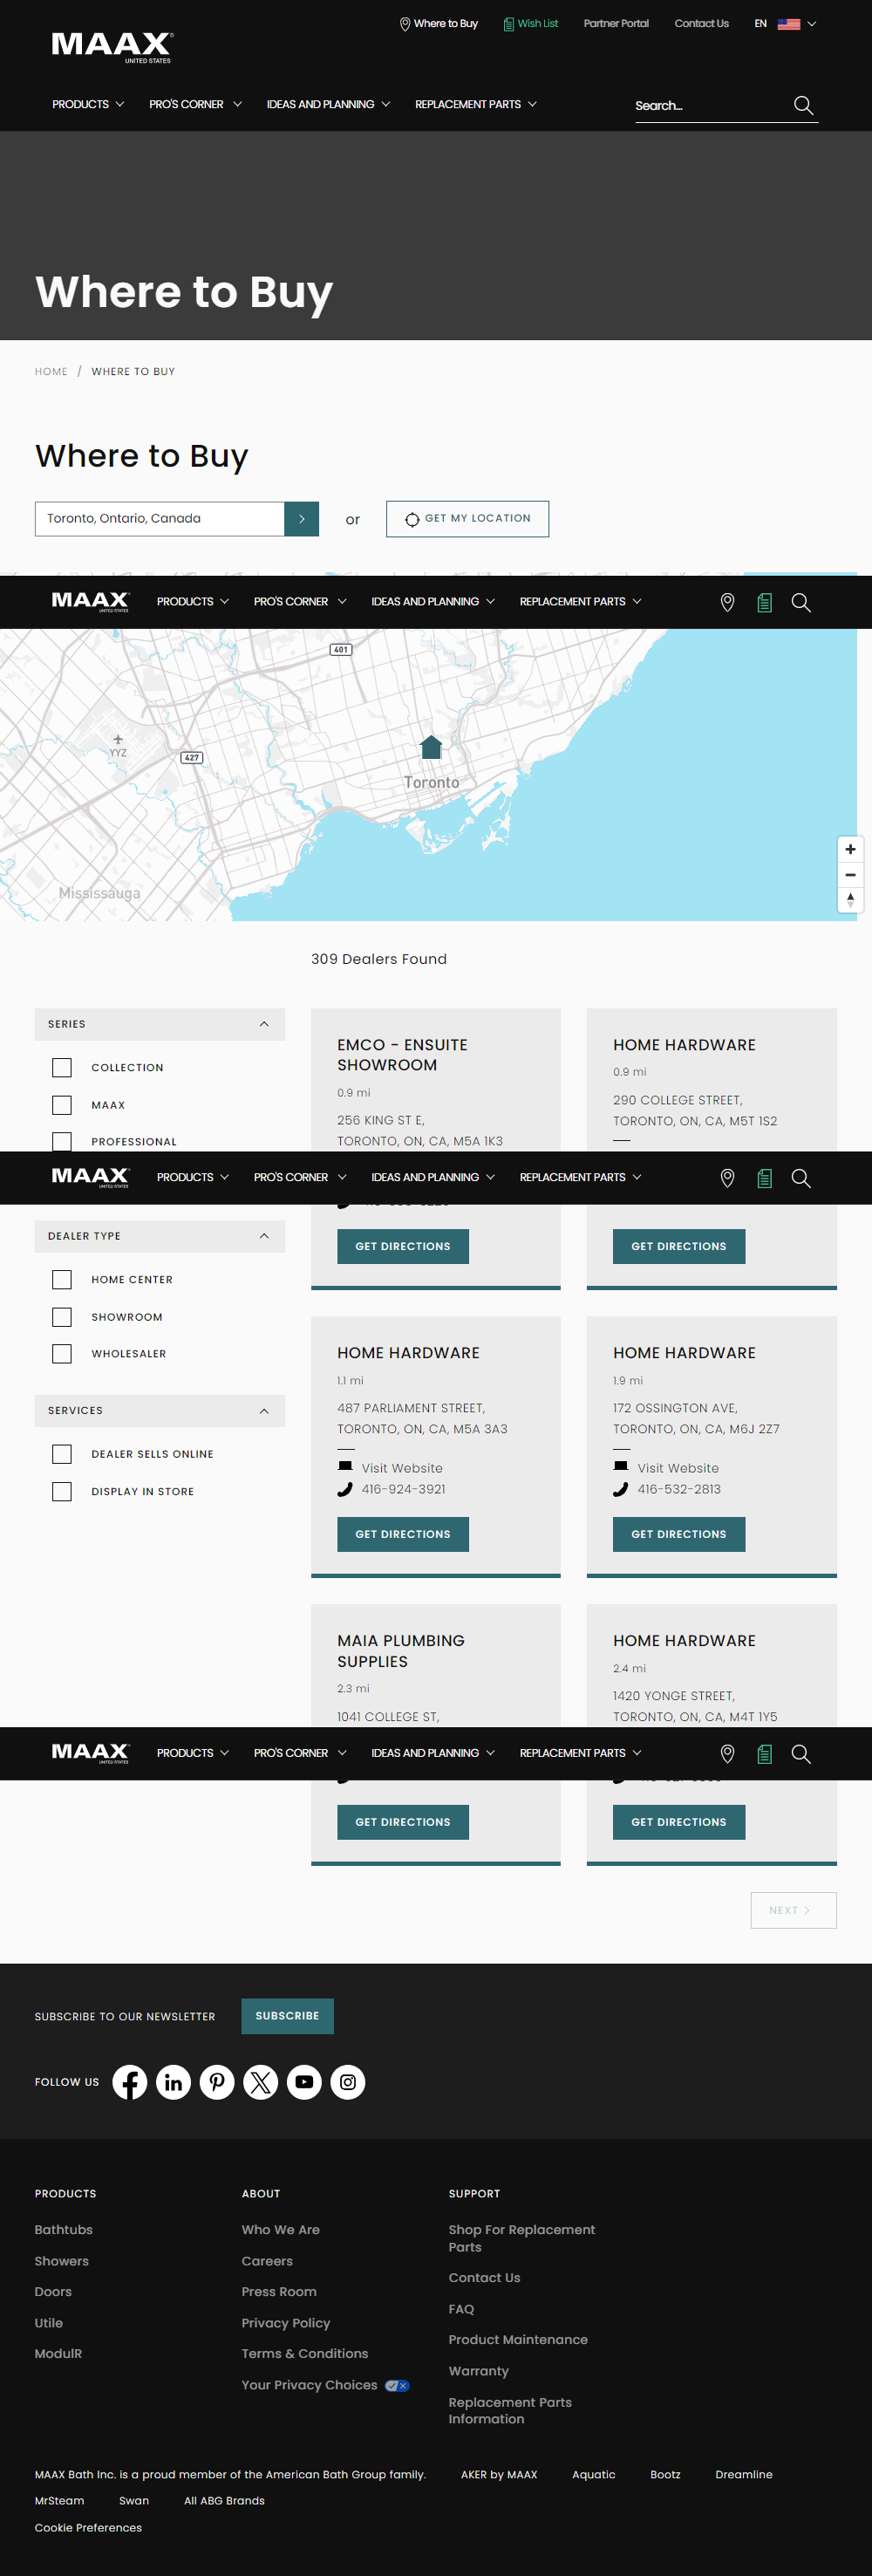 Where to Buy
Wish List
Partner Portal
Contact Us
EN
MAAX
UNITED STATES
PRODUCTS
PRO'S CORNER
IDEAS AND PLANNING
REPLACEMENT PARTS
Search...
Where to Buy
HOME / WHERE TO BUY
Where to Buy
Toronto, Ontario, Canada
or
GET MY LOCATION
MAAX
UNITED STATES
PRODUCTS
PRO'S CORNER
IDEAS AND PLANNING
REPLACEMENT PARTS
401
427
YYZ
Toronto
Mississauga
309 Dealers Found
SERIES
COLLECTION
MAAX
PROFESSIONAL
EMCO - ENSUITE
SHOWROOM
0.9 mi
256 KING ST E,
TORONTO, ON, CA, M5A 1K3
HOME HARDWARE
0.9 mi
290 COLLEGE STREET,
TORONTO, ON, CA, M5T 1S2
MAAX
UNITED STATES
PRODUCTS
PRO'S CORNER
IDEAS AND PLANNING
REPLACEMENT PARTS
GET DIRECTIONS
GET DIRECTIONS
DEALER TYPE
HOME CENTER
SHOWROOM
WHOLESALER
SERVICES
DEALER SELLS ONLINE
DISPLAY IN STORE
HOME HARDWARE
1.1 mi
487 PARLIAMENT STREET,
TORONTO, ON, CA, M5A 3A3
Visit Website
416-924-3921
GET DIRECTIONS
HOME HARDWARE
1.9 mi
172 OSSINGTON AVE,
TORONTO, ON, CA, M6J 2Z7
Visit Website
416-532-2813
GET DIRECTIONS
MAIA PLUMBING
SUPPLIES
2.3 mi
1041 COLLEGE ST,
HOME HARDWARE
2.4 mi
1420 YONGE STREET,
TORONTO, ON, CA, M4T 1Y5
MAAX
UNITED STATES
PRODUCTS
PRO'S CORNER
IDEAS AND PLANNING
REPLACEMENT PARTS
GET DIRECTIONS
GET DIRECTIONS
NEXT
SUBSCRIBE TO OUR NEWSLETTER
SUBSCRIBE
FOLLOW US
PRODUCTS
Bathtubs
Showers
Doors
Utile
ModulR
ABOUT
Who We Are
Careers
Press Room
Privacy Policy
Terms & Conditions
Your Privacy Choices
SUPPORT
Shop For Replacement
Parts
Contact Us
FAQ
Product Maintenance
Warranty
Replacement Parts
Information
MAAX Bath Inc. is a proud member of the American Bath Group family.
AKER by MAAX
Aquatic
Bootz
Dreamline
MrSteam
Swan
All ABG Brands
Cookie Preferences